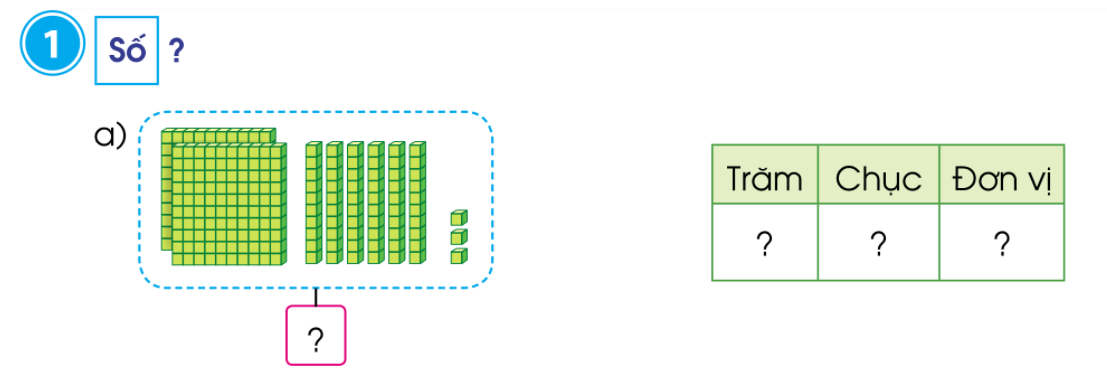 1 Số ?
a)
?
Trăm Chục Đơn vị
? ? ?